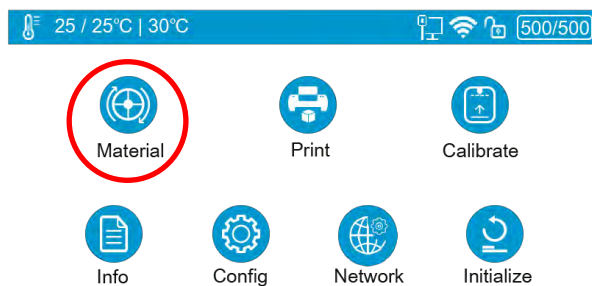 25 / 25℃ | 30℃ 500/500
Material Print Calibrate
Info Config Network Initialize